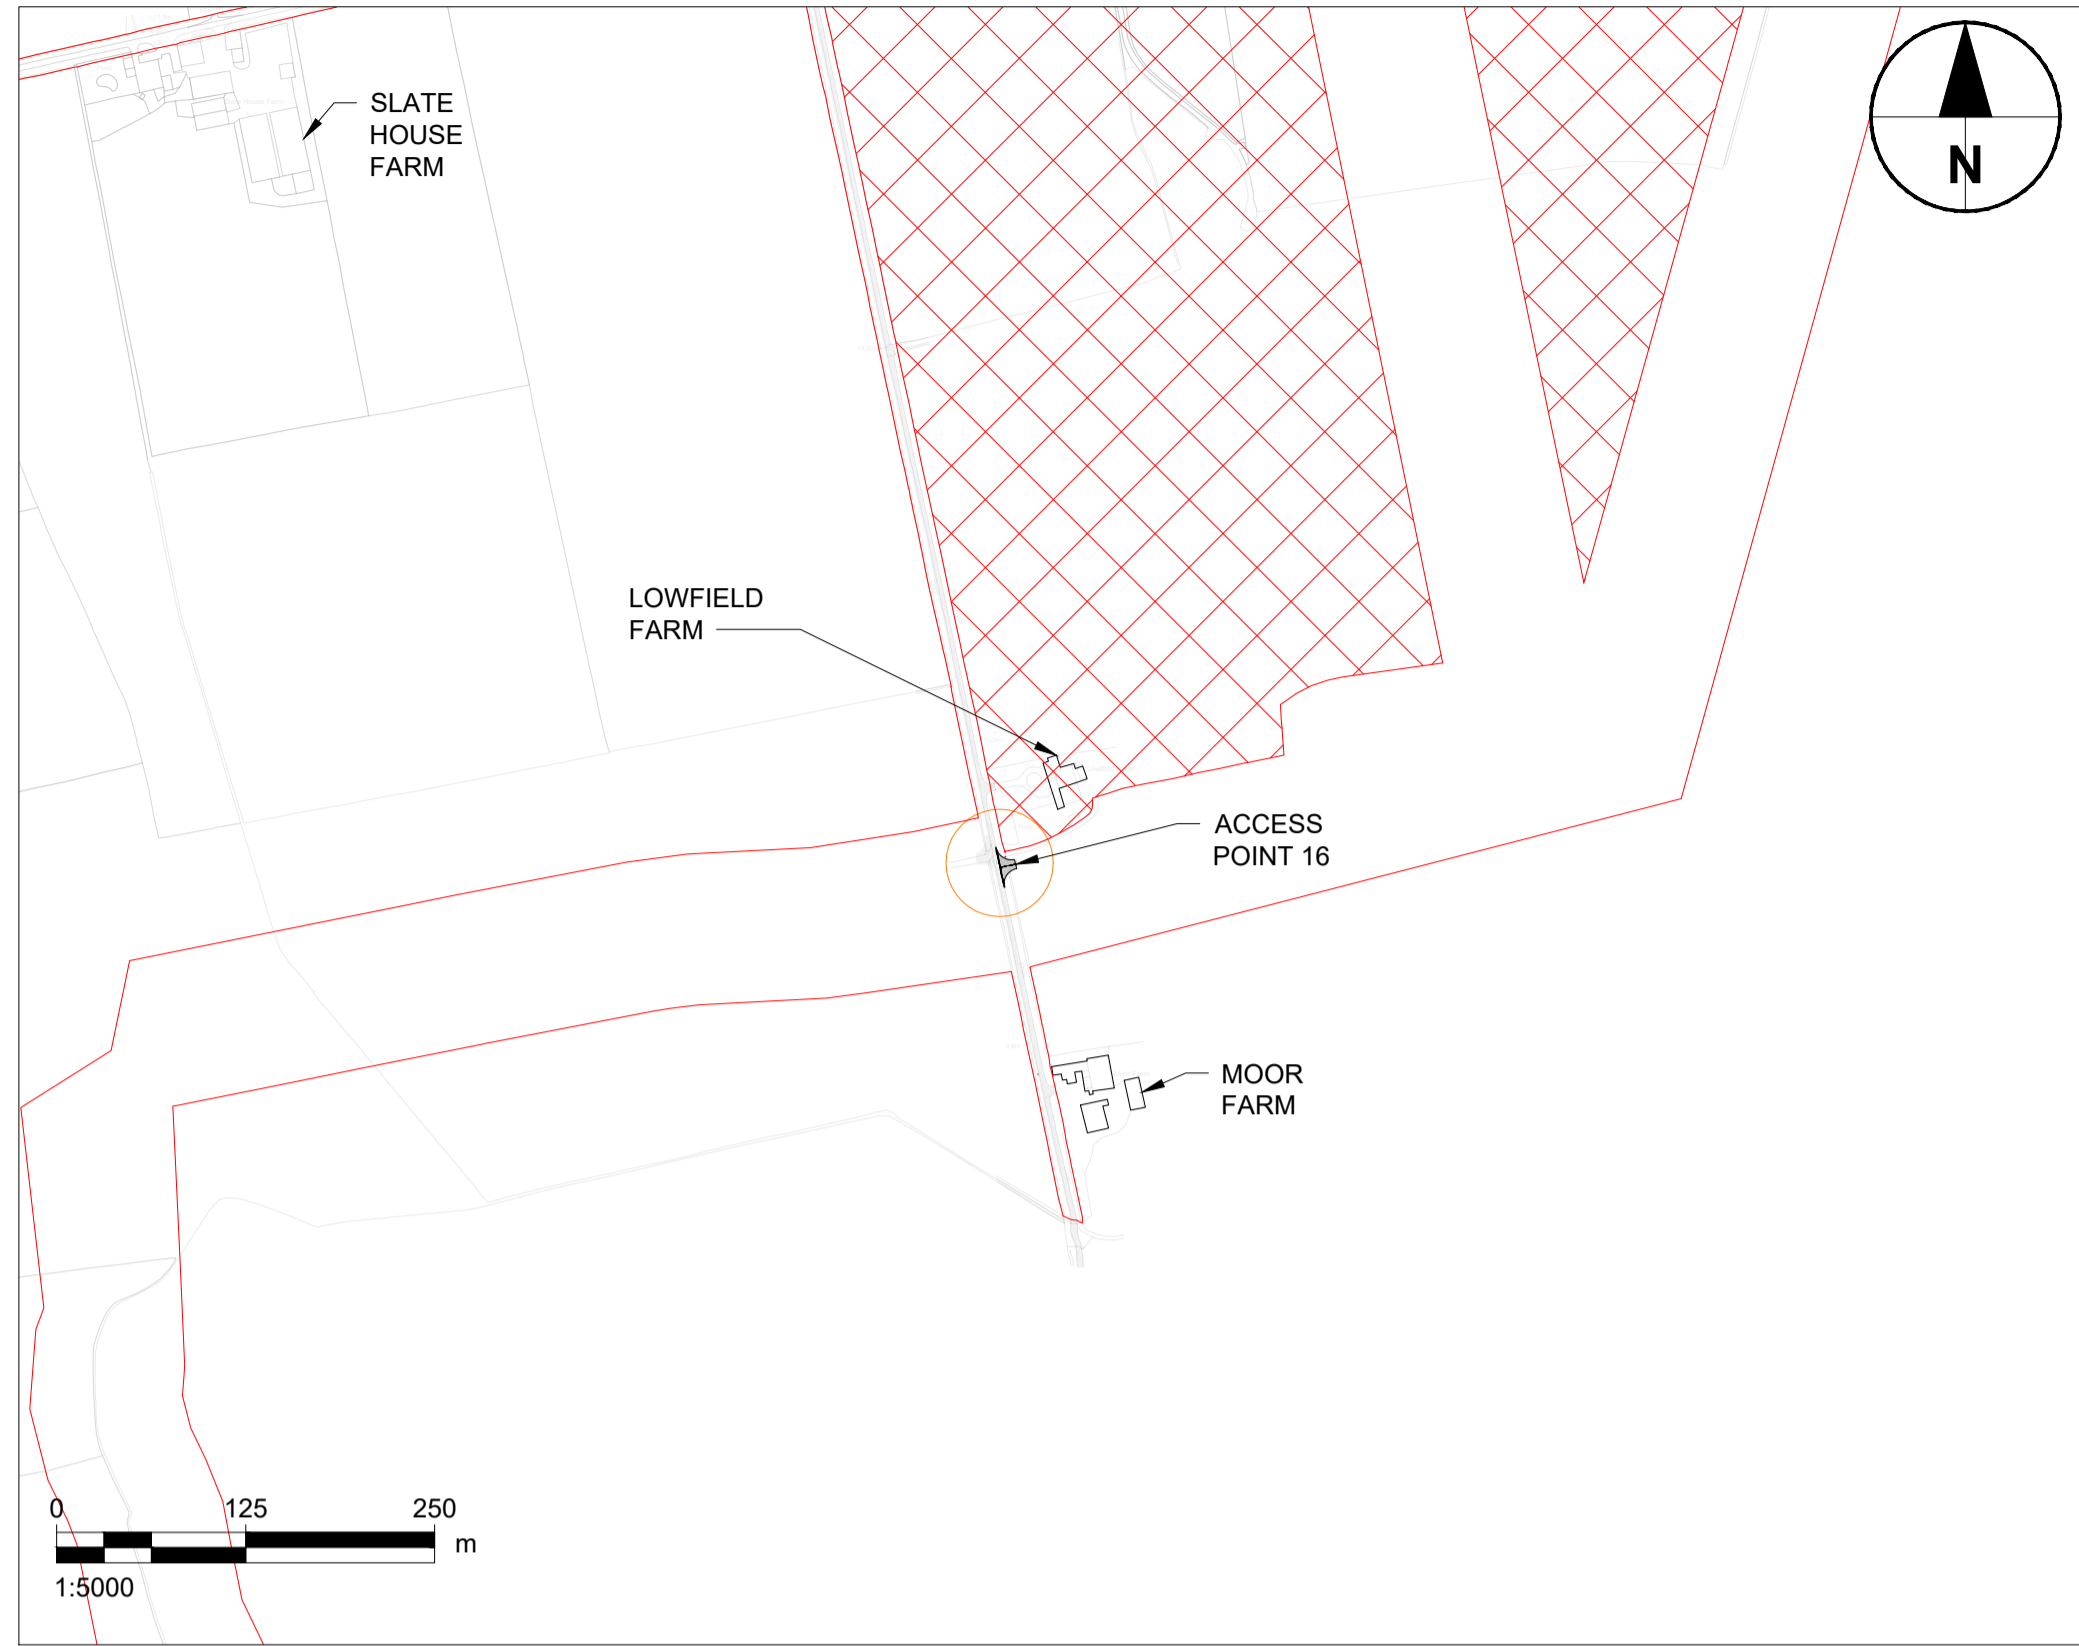 SLATE
HOUSE
FARM
N
LOWFIELD
FARM
ACCESS
POINT 16
MOOR
FARM
0 125 250
m
1:5000